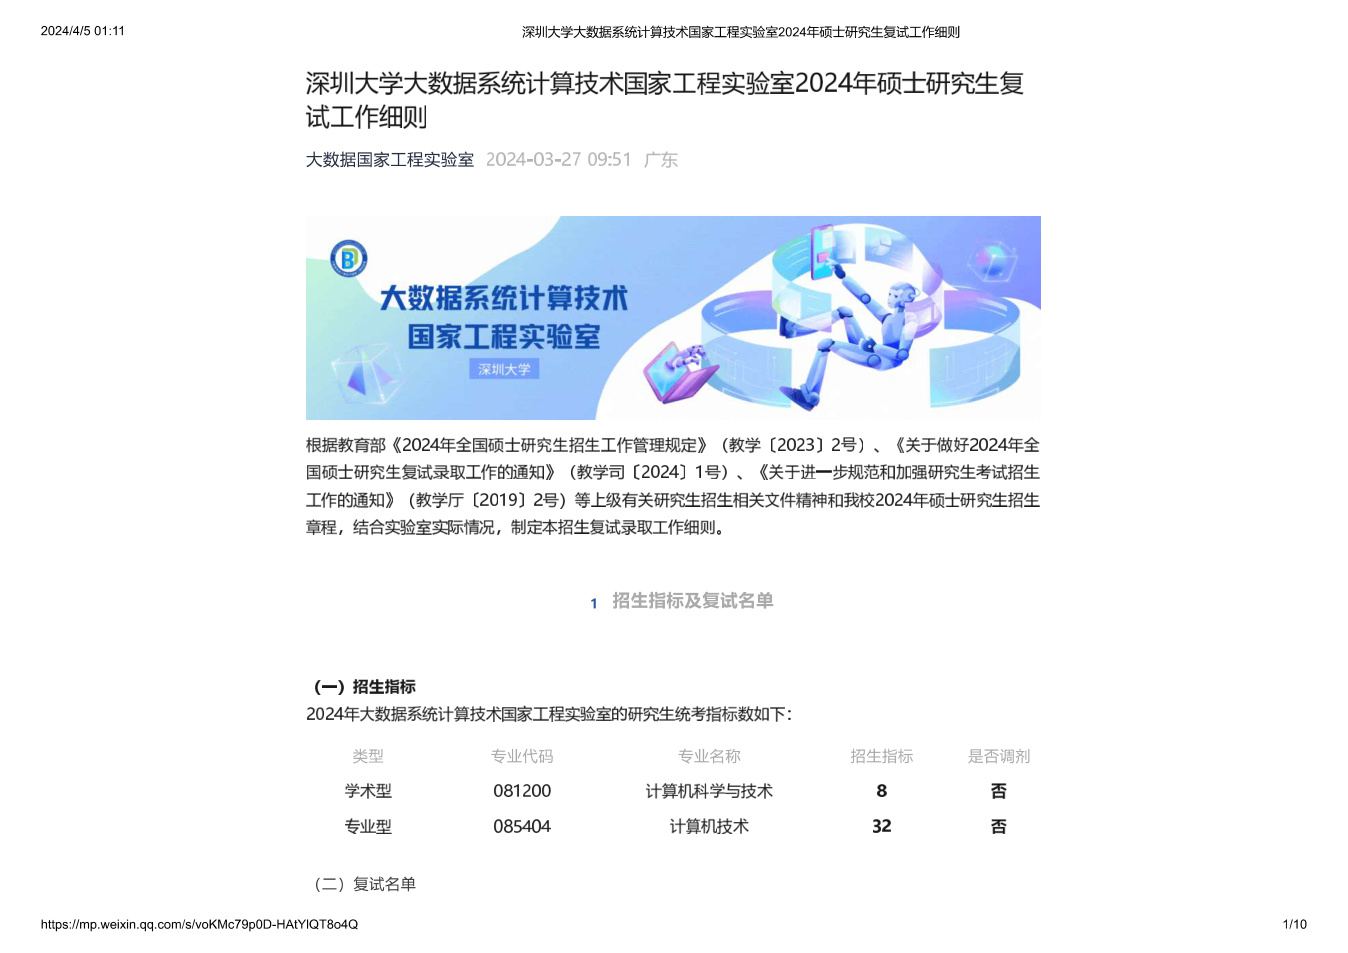 2024/4/5 01:11
深圳大学大数据系统计算技术国家工程实验室2024年硕士研究生复试工作细则
深圳大学大数据系统计算技术国家工程实验室2024年硕士研究生复
试工作细则
大数据国家工程实验室 2024-03-27 09:51 广东
大数据系统计算技术
国家工程实验室
深圳大学
根据教育部《2024年全国硕士研究生招生工作管理规定》（教学〔2023〕2号）、《关于做好2024年全
国硕士研究生复试录取工作的通知》（教学司〔2024〕1号）、《关于进一步规范和加强研究生考试招生
工作的通知》（教学厅〔2019〕2号）等上级有关研究生招生相关文件精神和我校2024年硕士研究生招生
章程，结合实验室实际情况，制定本招生复试录取工作细则。
1 招生指标及复试名单
（一）招生指标
2024年大数据系统计算技术国家工程实验室的研究生统考指标数如下：
类型 专业代码 专业名称 招生指标 是否调剂
学术型 081200 计算机科学与技术 8 否
专业型 085404 计算机技术 32 否
（二）复试名单
https://mp.weixin.qq.com/s/voKMc79p0D-HAtYlQT8o4Q
1/10